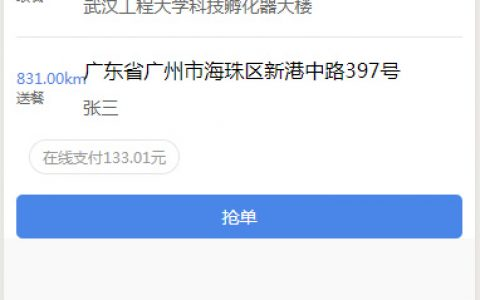 武汉工程大学科技孵化器大楼
广东省广州市海珠区新港中路397号
831.00km
送餐
张三
在线支付133.01元
抢单